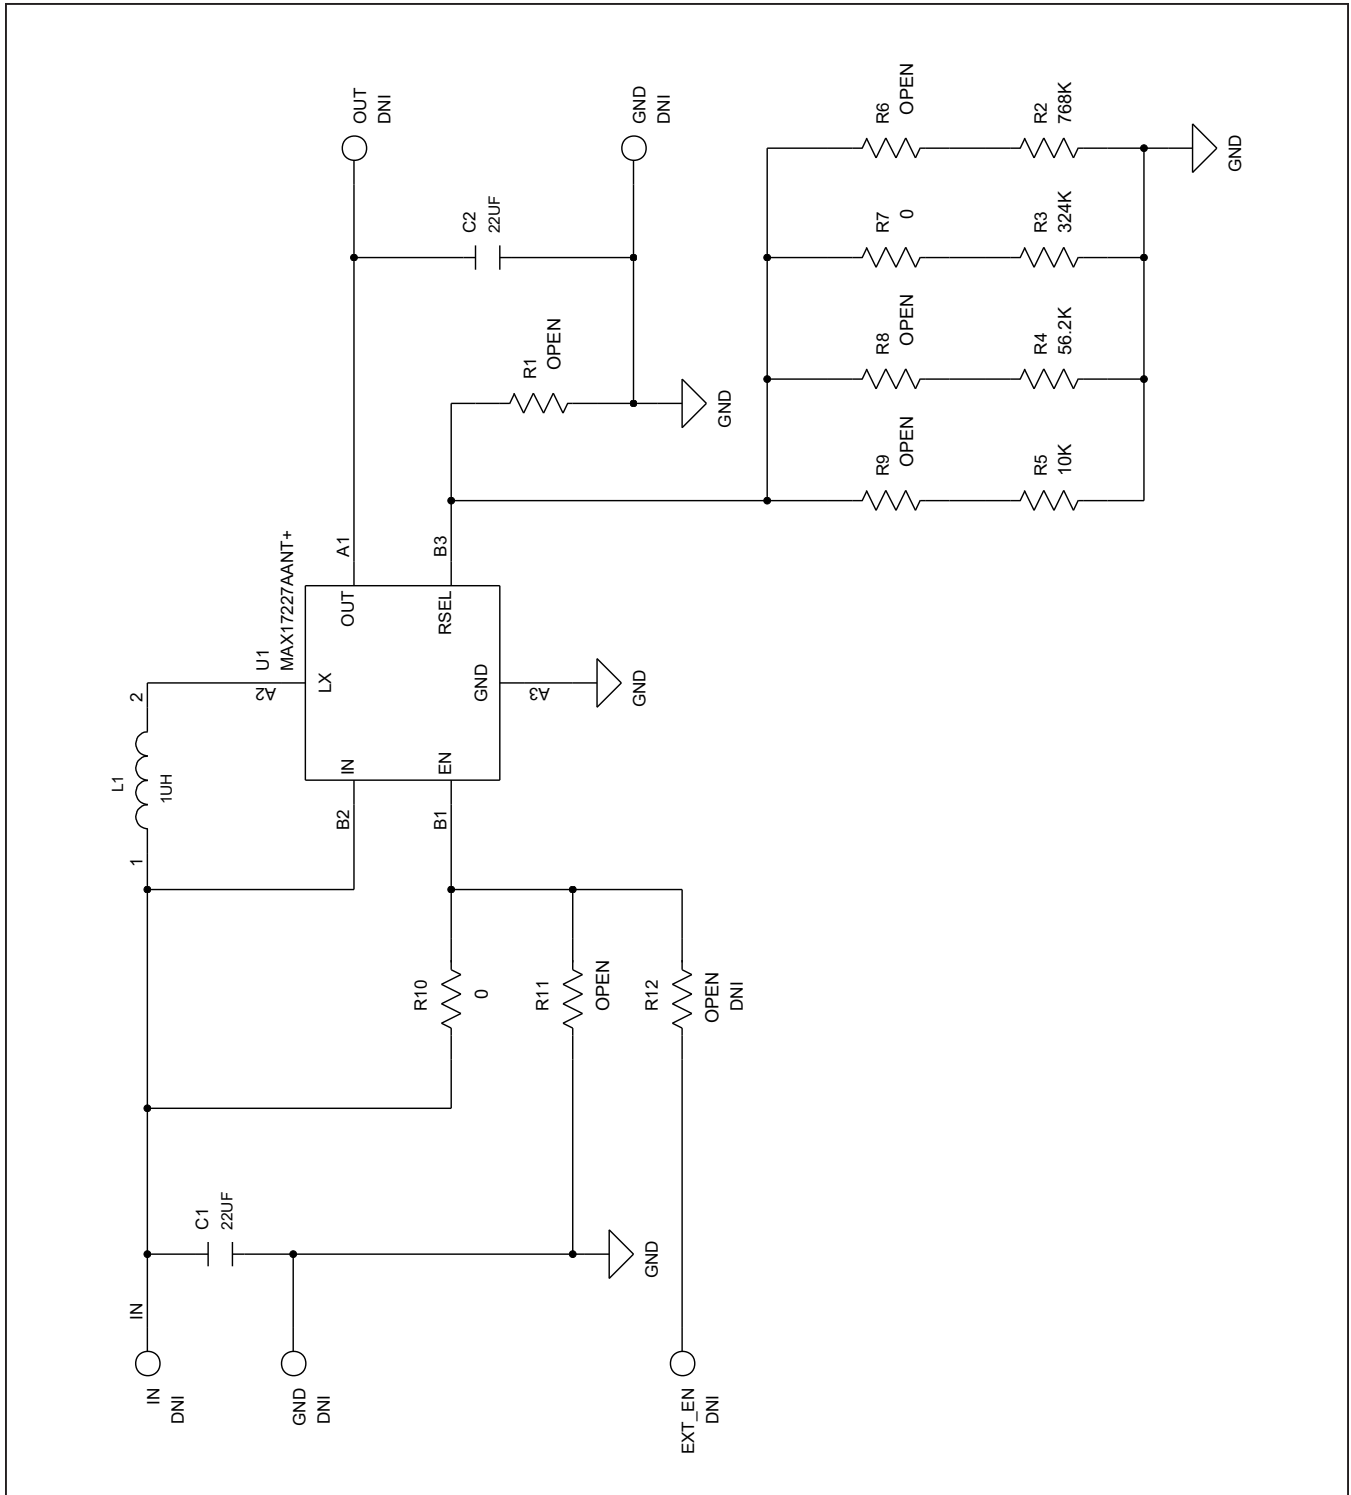 IN
DNI
GND
DNI
EXT_EN
DNI
IN
C1
22UF
GND
R10
0
R11
OPEN
R12
OPEN
DNI
1
L1
1UH
2
B2
B1
IN
EN
LX
GND
OUT
RSEL
A2
U1
MAX17227AANT+
A3
GND
A1
B3
R1
OPEN
GND
C2
22UF
OUT
DNI
GND
DNI
R9
OPEN
R5
10K
R8
OPEN
R4
56.2K
R7
0
R3
324K
R6
OPEN
R2
768K
GND